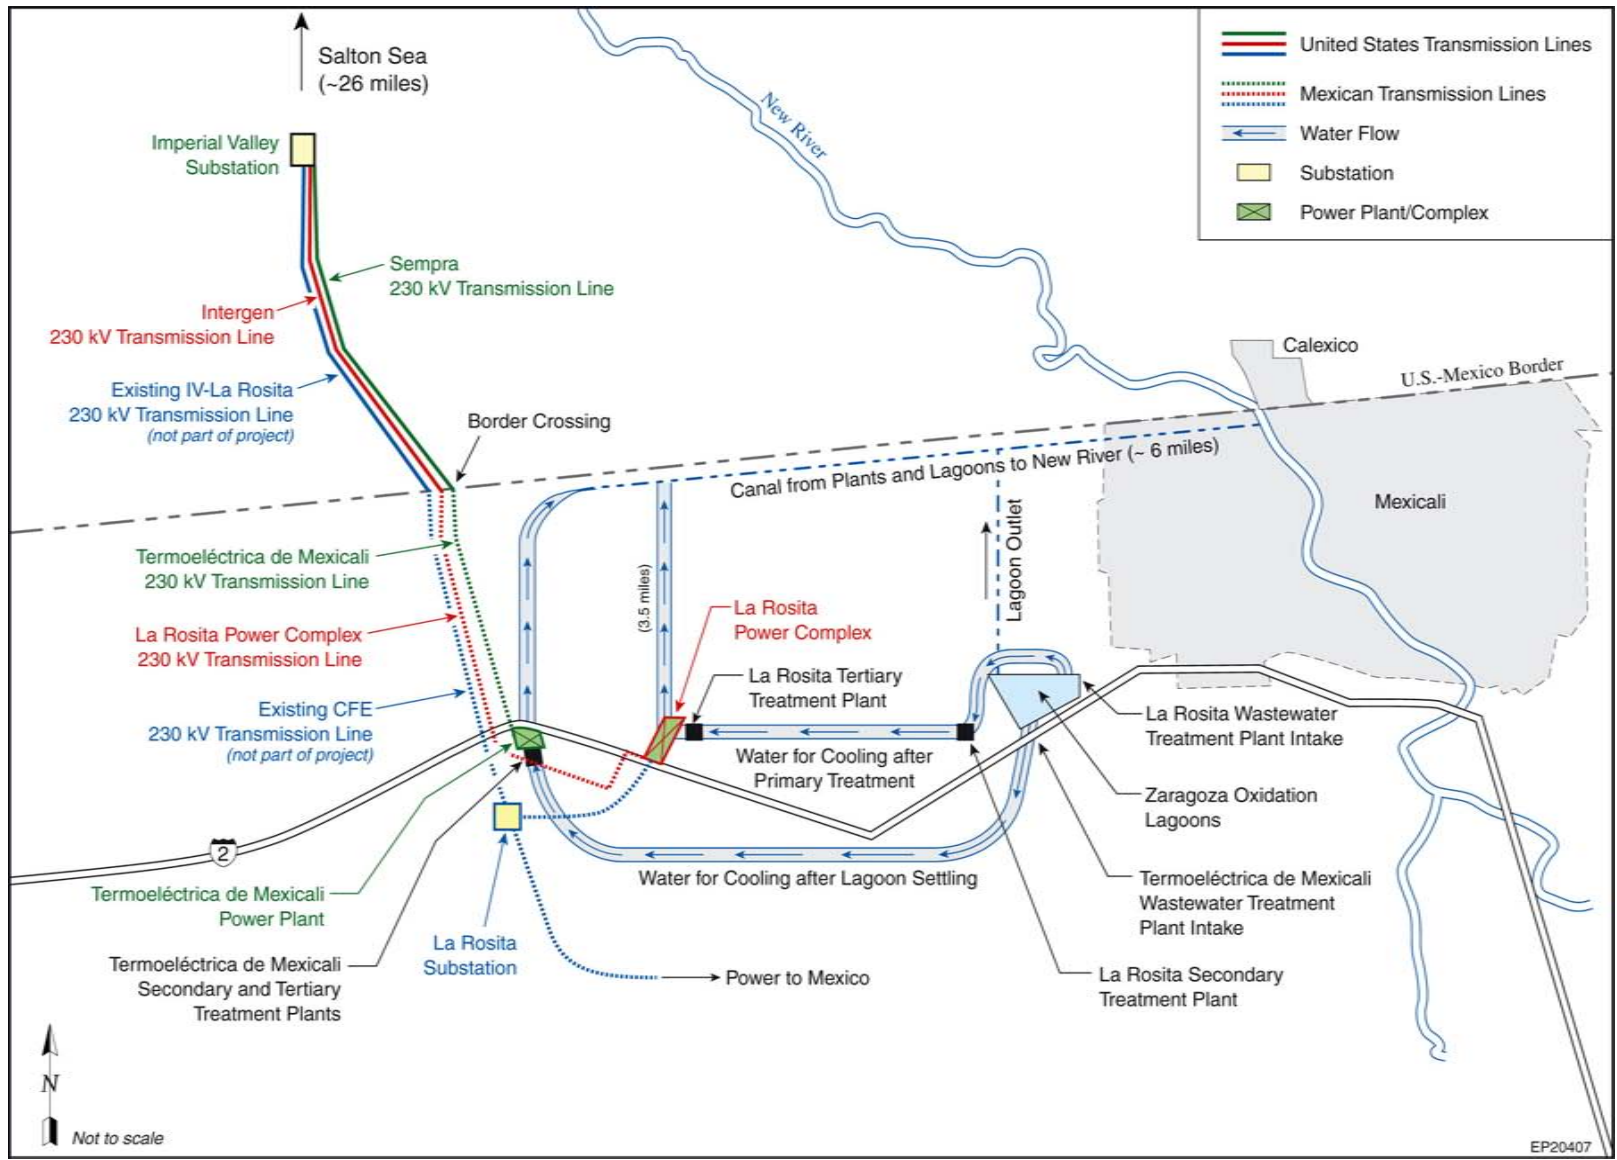 Salton Sea
(~26 miles)
United States Transmission Lines
Mexican Transmission Lines
Water Flow
Substation
Power Plant/Complex
New River
Imperial Valley
Substation
Sempra
230 kV Transmission Line
Intergen
230 kV Transmission Line
Existing IV-La Rosita
230 kV Transmission Line
(not part of project)
Border Crossing
Calexico
U.S.-Mexico Border
Canal from Plants and Lagoons to New River (~ 6 miles)
Mexicali
Lagoon Outlet
(3.5 miles)
Termoeléctrica de Mexicali
230 kV Transmission Line
La Rosita Power Complex
230 kV Transmission Line
Existing CFE
230 kV Transmission Line
(not part of project)
La Rosita
Power Complex
La Rosita Tertiary
Treatment Plant
Water for Cooling after
Primary Treatment
La Rosita Wastewater
Treatment Plant Intake
Zaragoza Oxidation
Lagoons
2
Water for Cooling after Lagoon Settling
Termoeléctrica de Mexicali
Wastewater Treatment
Plant Intake
Termoeléctrica de Mexicali
Power Plant
La Rosita
Substation
Termoeléctrica de Mexicali
Secondary and Tertiary
Treatment Plants
Power to Mexico
La Rosita Secondary
Treatment Plant
N
Not to scale
EP20407